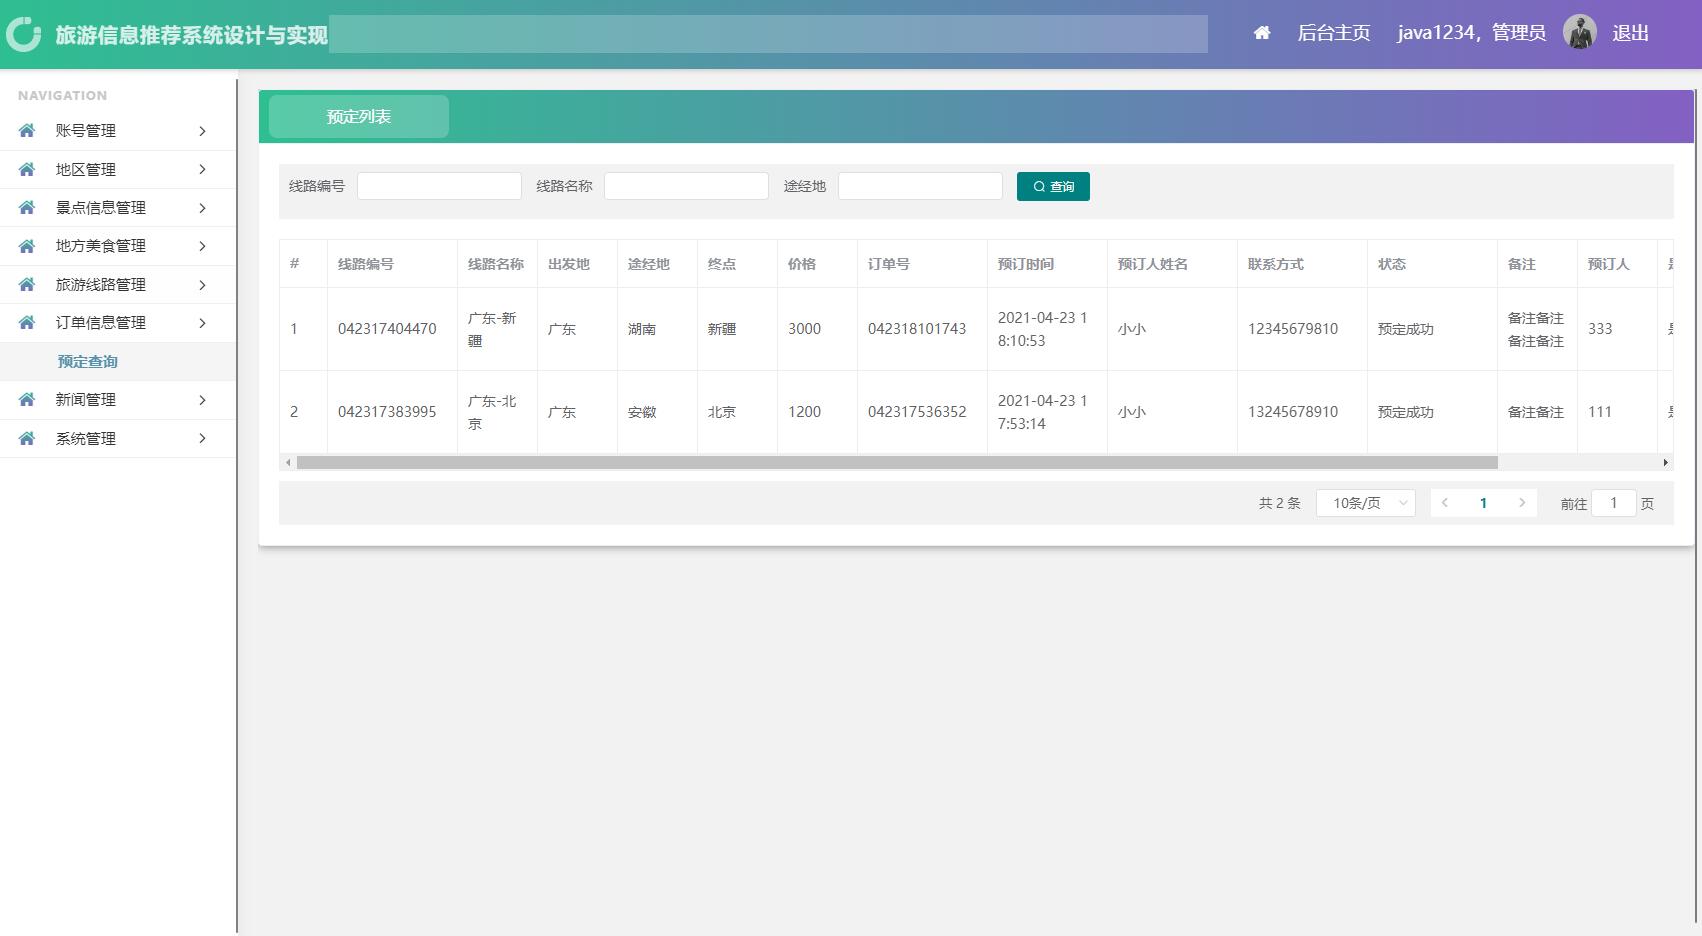 旅游信息推荐系统设计与实现
后台主页
java1234，管理员
退出
NAVIGATION
账号管理
地区管理
景点信息管理
地方美食管理
旅游线路管理
订单信息管理
预定查询
新闻管理
系统管理
预定列表
线路编号 线路名称 途经地 查询
# 线路编号 线路名称 出发地 途经地 终点 价格 订单号 预订时间 预订人姓名 联系方式 状态 备注 预订人
1 042317404470 广东-新疆 广东 湖南 新疆 3000 042318101743 2021-04-23 18:10:53 小小 12345679810 预定成功 备注备注备注备注 333
2 042317383995 广东-北京 广东 安徽 北京 1200 042317536352 2021-04-23 17:53:14 小小 13245678910 预定成功 备注备注 111
共 2 条 10条/页 1 前往 1 页